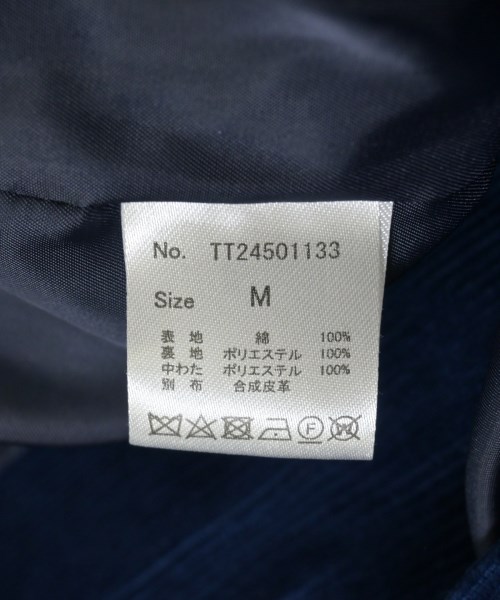 No. TT24501133
Size M
表 地 綿 100%
裏 地 ポリエステル 100%
中わた ポリエステル 100%
別 布 合成皮革
F W